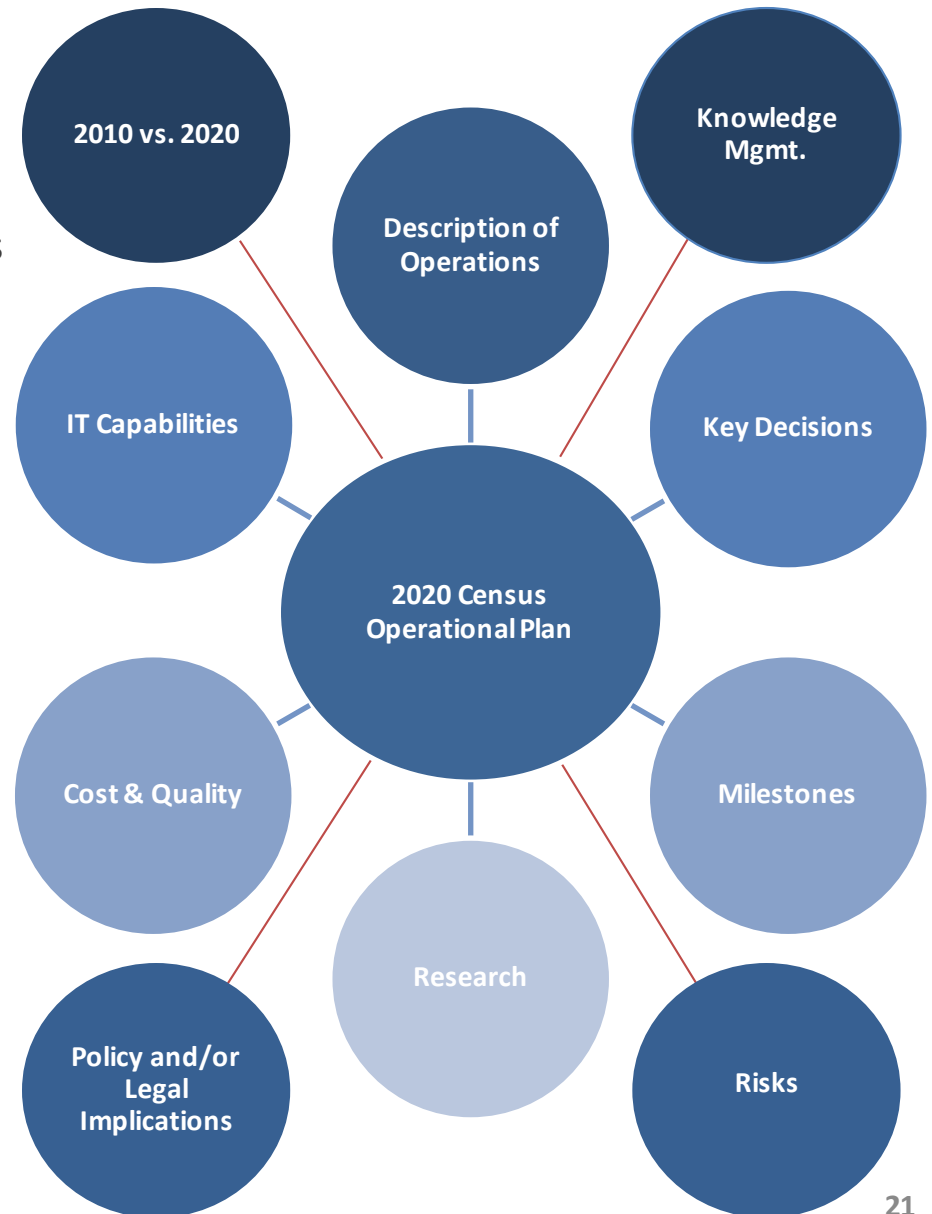 2010 vs. 2020
Knowledge
Mgmt.
Description of
Operations
IT Capabilities
Key Decisions
2020 Census
Operational Plan
Cost & Quality
Milestones
Research
Policy and/or
Legal
Implications
Risks
21